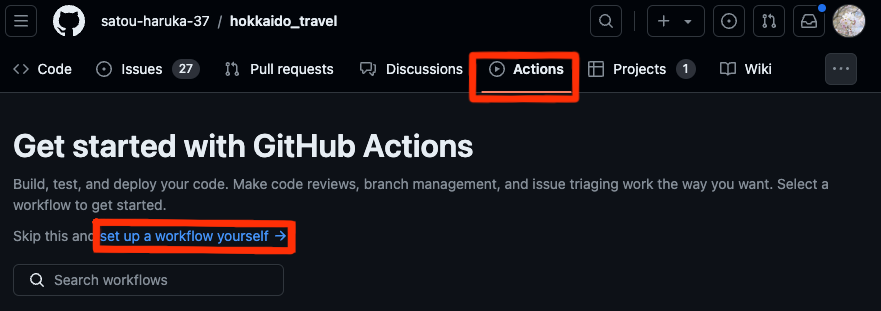 satou-haruka-37 / hokkaido_travel
Code Issues 27 Pull requests Discussions Actions Projects 1 Wiki
Get started with GitHub Actions
Build, test, and deploy your code. Make code reviews, branch management, and issue triaging work the way you want. Select a
workflow to get started.
Skip this and set up a workflow yourself →
Search workflows